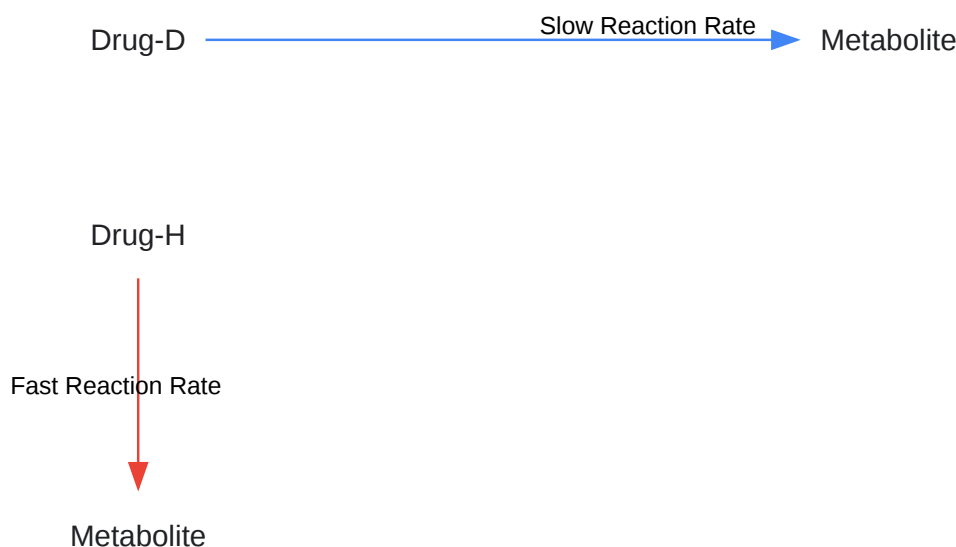 Drug-D
Slow Reaction Rate
Metabolite
Drug-H
Fast Reaction Rate
Metabolite